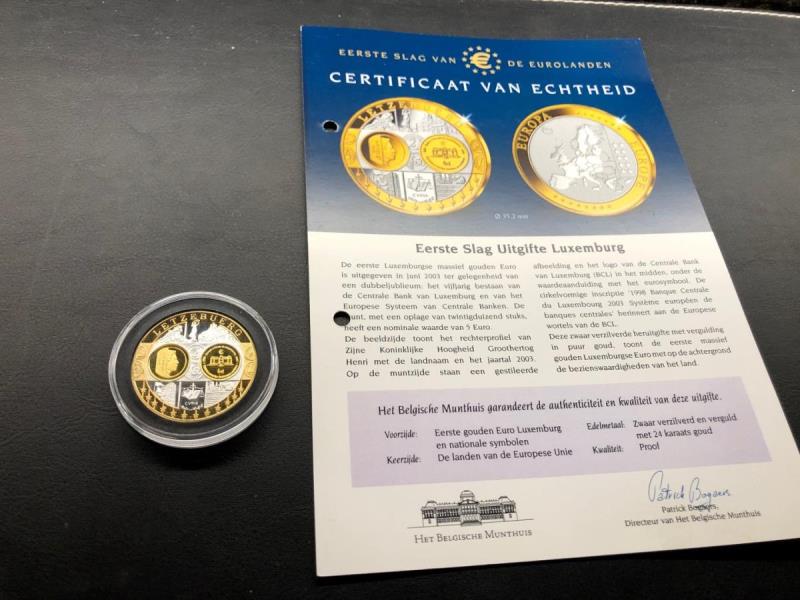 EERSTE SLAG VAN € DE EUROLANDEN
CERTIFICAAT VAN ECHTHEID
LETZEBUERG
CVRIA
EUROPA
EUROPE
Ø 31.2 mm
Eerste Slag Uitgifte Luxemburg
De eerste Luxemburgse massief gouden Euro
is uitgegeven in juni 2003 ter gelegenheid van
een dubbeljubileum: het vijfjarig bestaan van
de Centrale Bank van Luxemburg en van het
Europese Systeem van Centrale Banken. De
munt, met een oplage van twintigduizend stuks,
heeft een nominale waarde van 5 Euro.
De beeldzijde toont het rechterprofiel van
Zijne Koninklijke Hoogheid Groothertog
Henri met de landnaam en het jaartal 2003.
Op de muntzijde staan een gestileerde
afbeelding en het logo van de Centrale Bank
van Luxemburg (BCL) in het midden, onder de
waardeaanduiding met het eurosymbool. De
cirkelvormige inscriptie '1998 Banque Centrale
du Luxembourg 2003 Système européen de
banques centrales' herinnert aan de Europese
wortels van de BCL.
Deze zwaar verzilverde heruitgifte met vergulding
in puur goud, toont de eerste massief
gouden Luxemburgse Euro met op de achtergrond
de bezienswaardigheden van het land.
Het Belgische Munthuis garandeert de authenticiteit en kwaliteit van deze uitgifte.
Voorzijde: Eerste gouden Euro Luxemburg
en nationale symbolen
Keerzijde: De landen van de Europese Unie
Edelmetaal: Zwaar verzilverd en verguld
met 24 karaats goud
Kwaliteit: Proof
HET BELGISCHE MUNTHUIS
Patrick Bogaers
Patrick Bogaers,
Directeur van Het Belgische Munthuis
LETZEBUERG
CVRIA